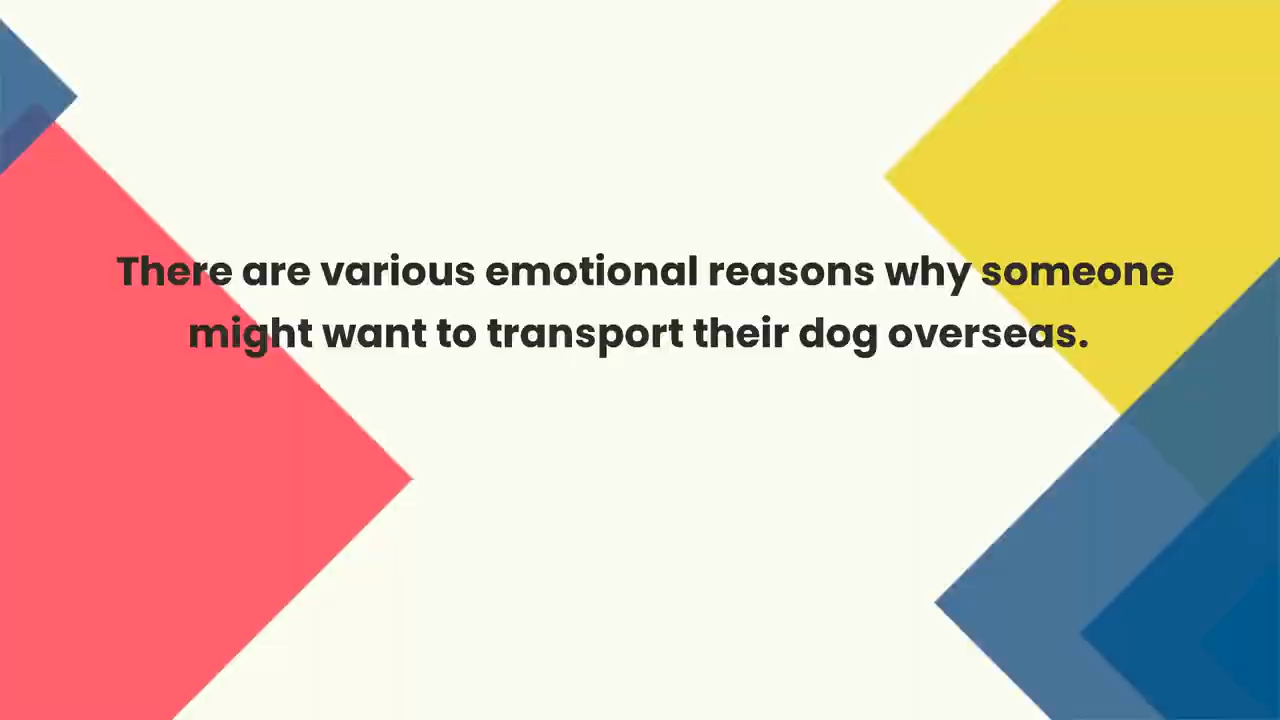 There are various emotional reasons why someone
might want to transport their dog overseas.